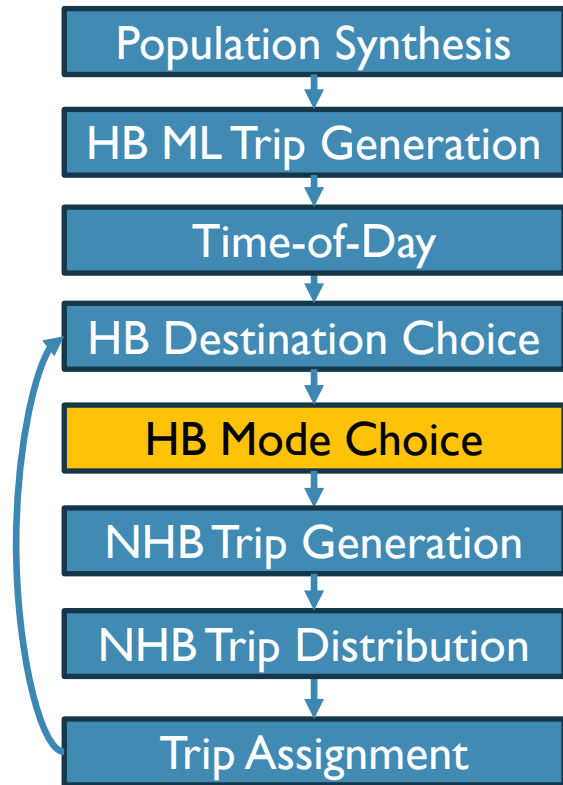 Population Synthesis
HB ML Trip Generation
Time-of-Day
HB Destination Choice
HB Mode Choice
NHB Trip Generation
NHB Trip Distribution
Trip Assignment